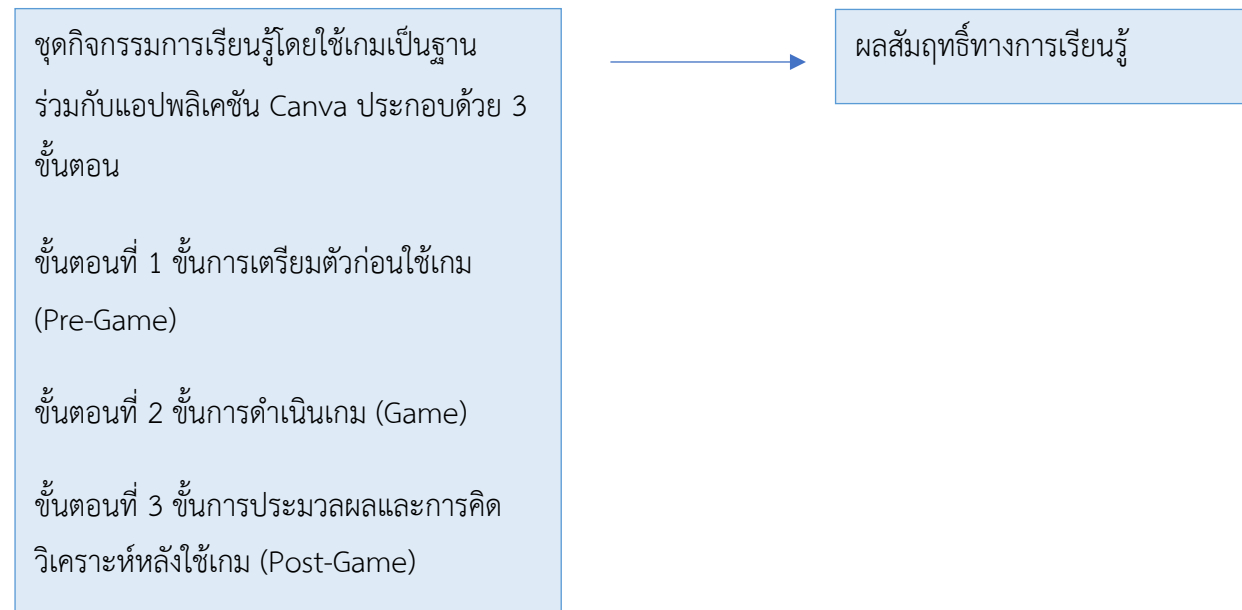 ชุดกิจกรรมการเรียนรู้โดยใช้เกมเป็นฐาน
ร่วมกับแอปพลิเคชัน Canva ประกอบด้วย 3
ขั้นตอน
ขั้นตอนที่ 1 ขั้นการเตรียมตัวก่อนใช้เกม
(Pre-Game)
ขั้นตอนที่ 2 ขั้นการดำเนินเกม (Game)
ขั้นตอนที่ 3 ขั้นการประมวลผลและการคิด
วิเคราะห์หลังใช้เกม (Post-Game)
ผลสัมฤทธิ์ทางการเรียนรู้